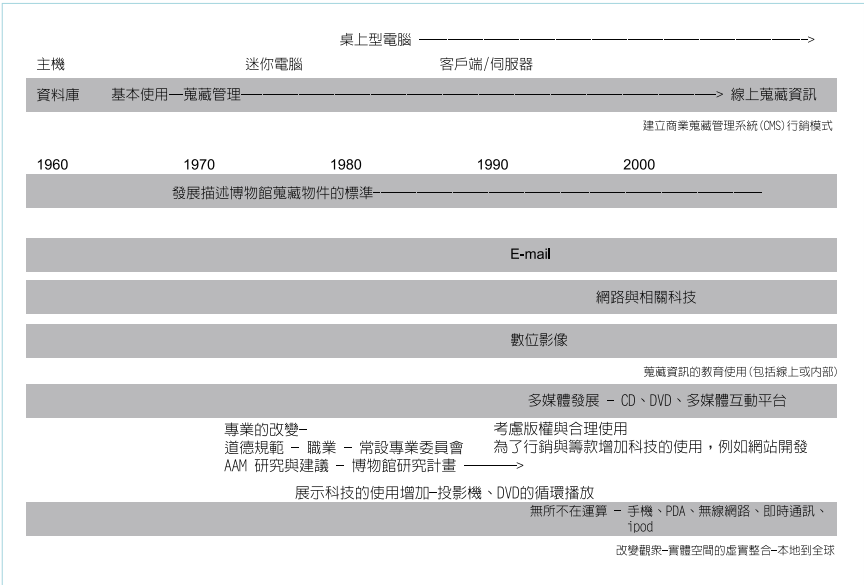 桌上型電腦 ————————————>
主機 迷你電腦 客戶端/伺服器
資料庫 基本使用—蒐藏管理————————————————> 線上蒐藏資訊
建立商業蒐藏管理系統(CMS)行銷模式
1960 1970 1980 1990 2000
發展描述博物館蒐藏物件的標準————————————
E-mail
網路與相關科技
數位影像
蒐藏資訊的教育使用(包括線上或內部)
多媒體發展 – CD、DVD、多媒體互動平台
專業的改變–
道德規範 – 職業 – 常設專業委員會
AAM 研究與建議 – 博物館研究計畫 ———>
考慮版權與合理使用
為了行銷與籌款增加科技的使用，例如網站開發
展示科技的使用增加—投影機、DVD的循環播放
無所不在運算 – 手機、PDA、無線網路、即時通訊、
ipod
改變觀眾–實體空間的虛實整合–本地到全球